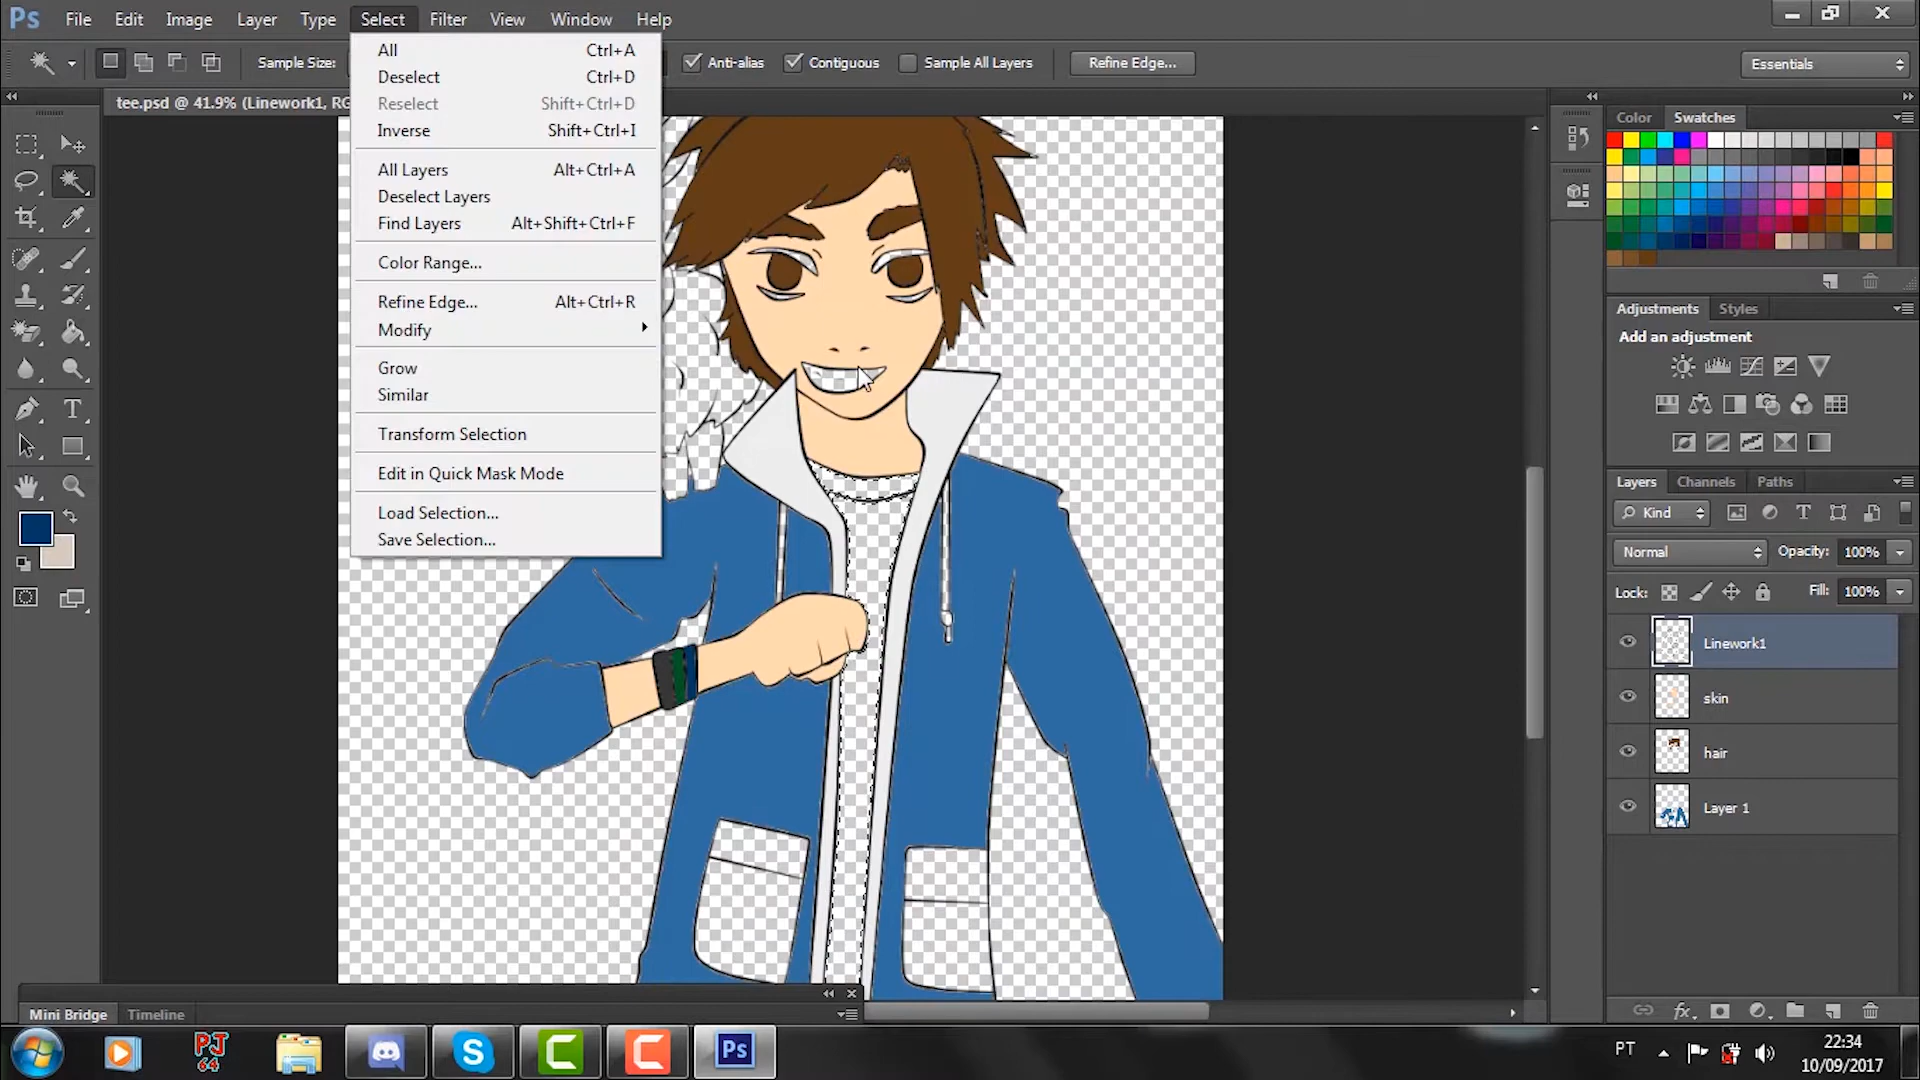 Ps File Edit Image Layer Type Select Filter View Window Help
Sample Size: Anti-alias Contiguous Sample All Layers Refine Edge... Essentials
tee.psd @ 41.9% (Linework1, RG
All Ctrl+A
Deselect Ctrl+D
Reselect Shift+Ctrl+D
Inverse Shift+Ctrl+I
All Layers Alt+Ctrl+A
Deselect Layers
Find Layers Alt+Shift+Ctrl+F
Color Range...
Refine Edge... Alt+Ctrl+R
Modify
Grow
Similar
Transform Selection
Edit in Quick Mask Mode
Load Selection...
Save Selection...
Color Swatches
Adjustments Styles
Add an adjustment
Layers Channels Paths
Kind
Normal Opacity: 100%
Lock: Fill: 100%
Linework1
skin
hair
Layer 1
Mini Bridge Timeline
PJ
64
S
C
C
Ps
PT
22:34
10/09/2017